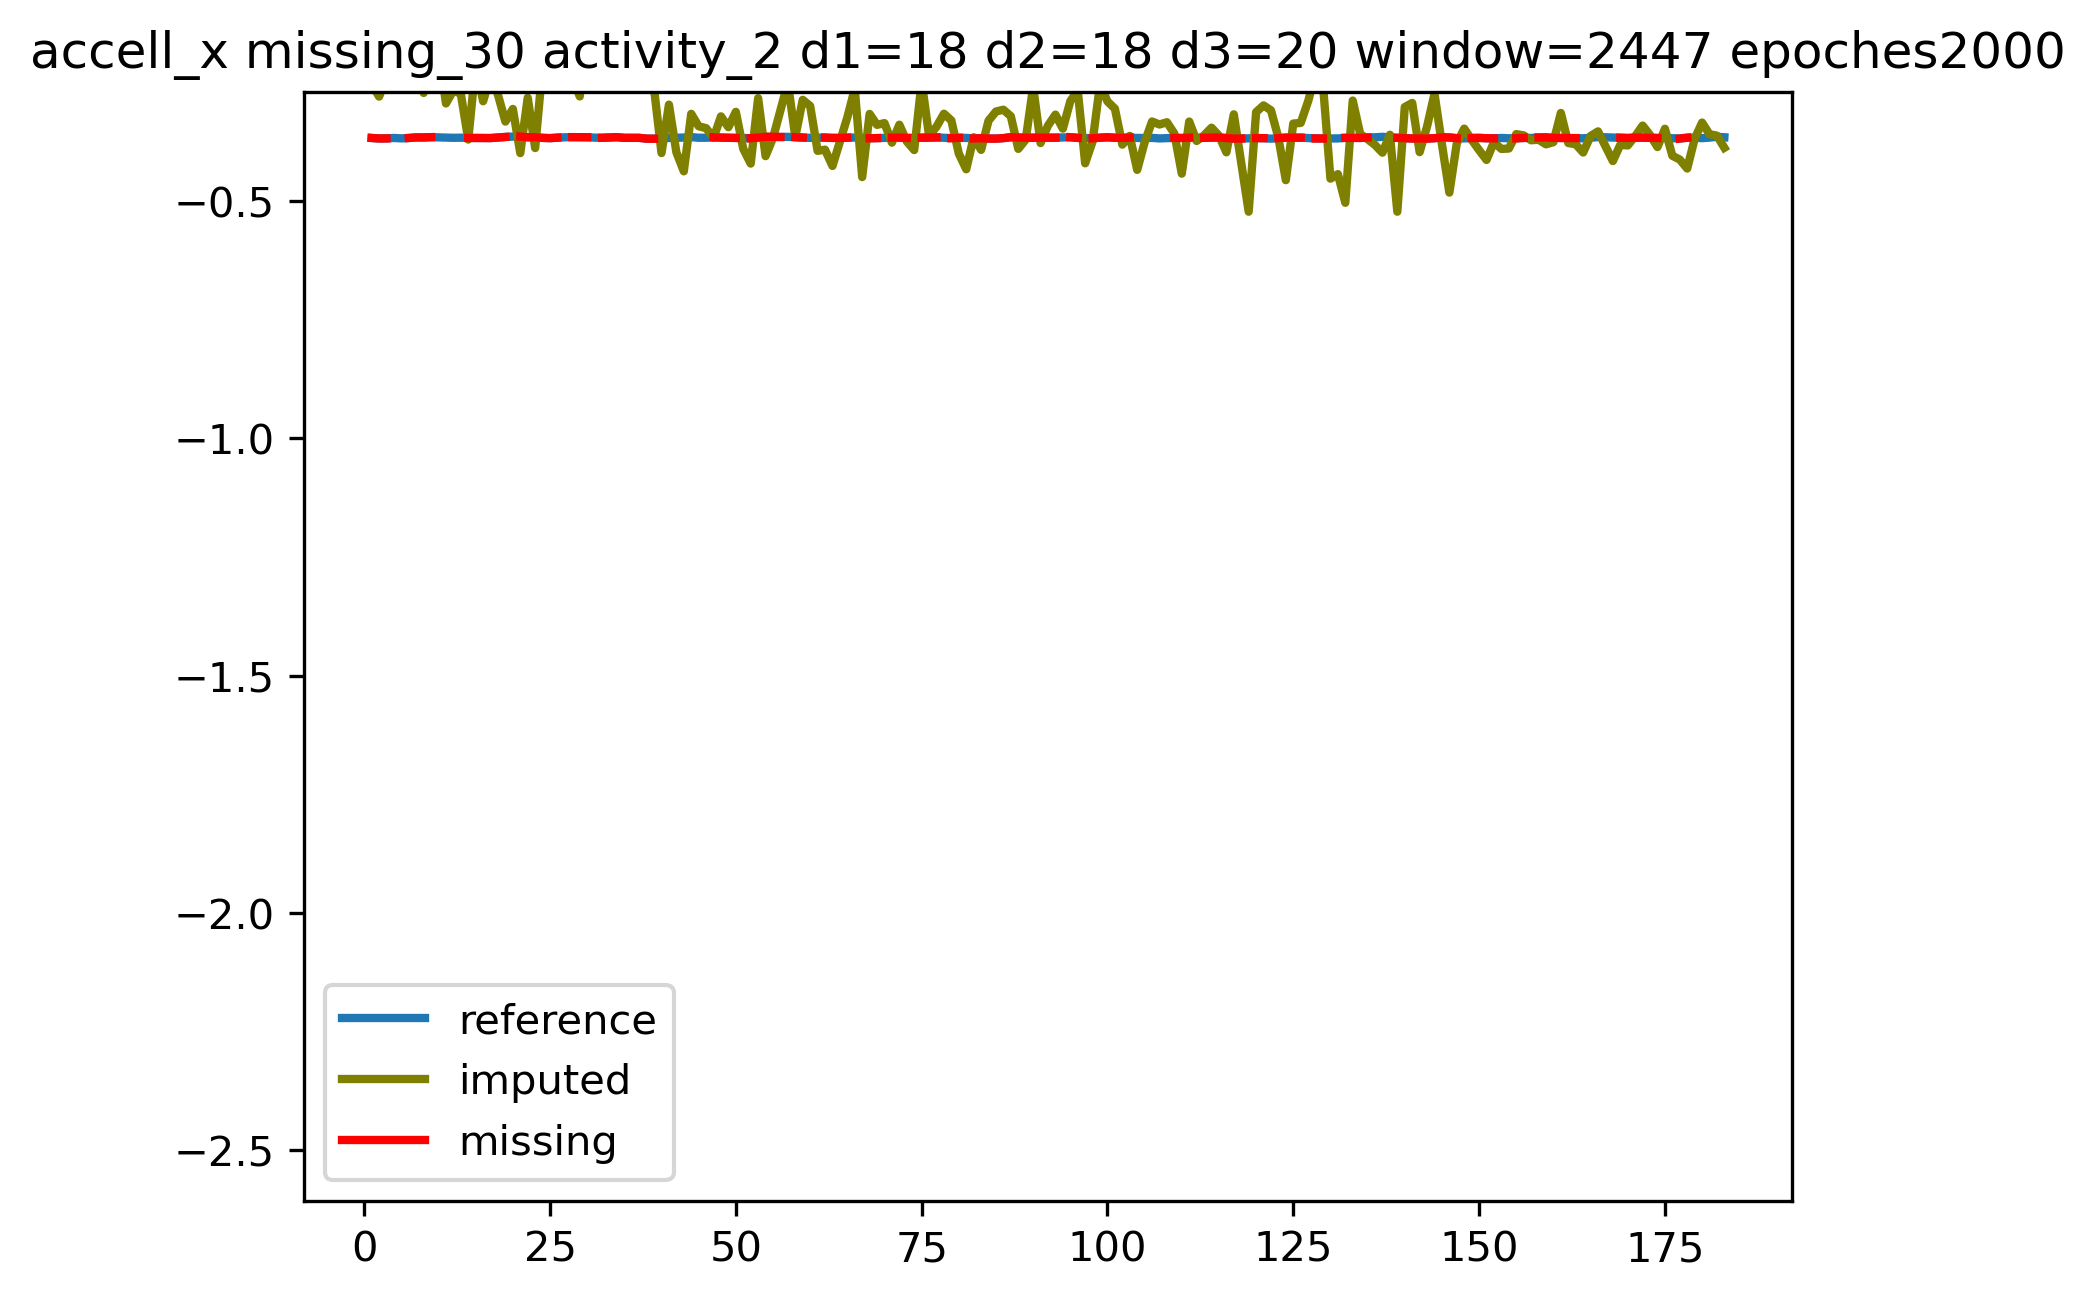 accell_x missing_30 activity_2 d1=18 d2=18 d3=20 window=2447 epoches2000
−0.5
−1.0
−1.5
−2.0
−2.5
reference
imputed
missing
0 25 50 75 100 125 150 175